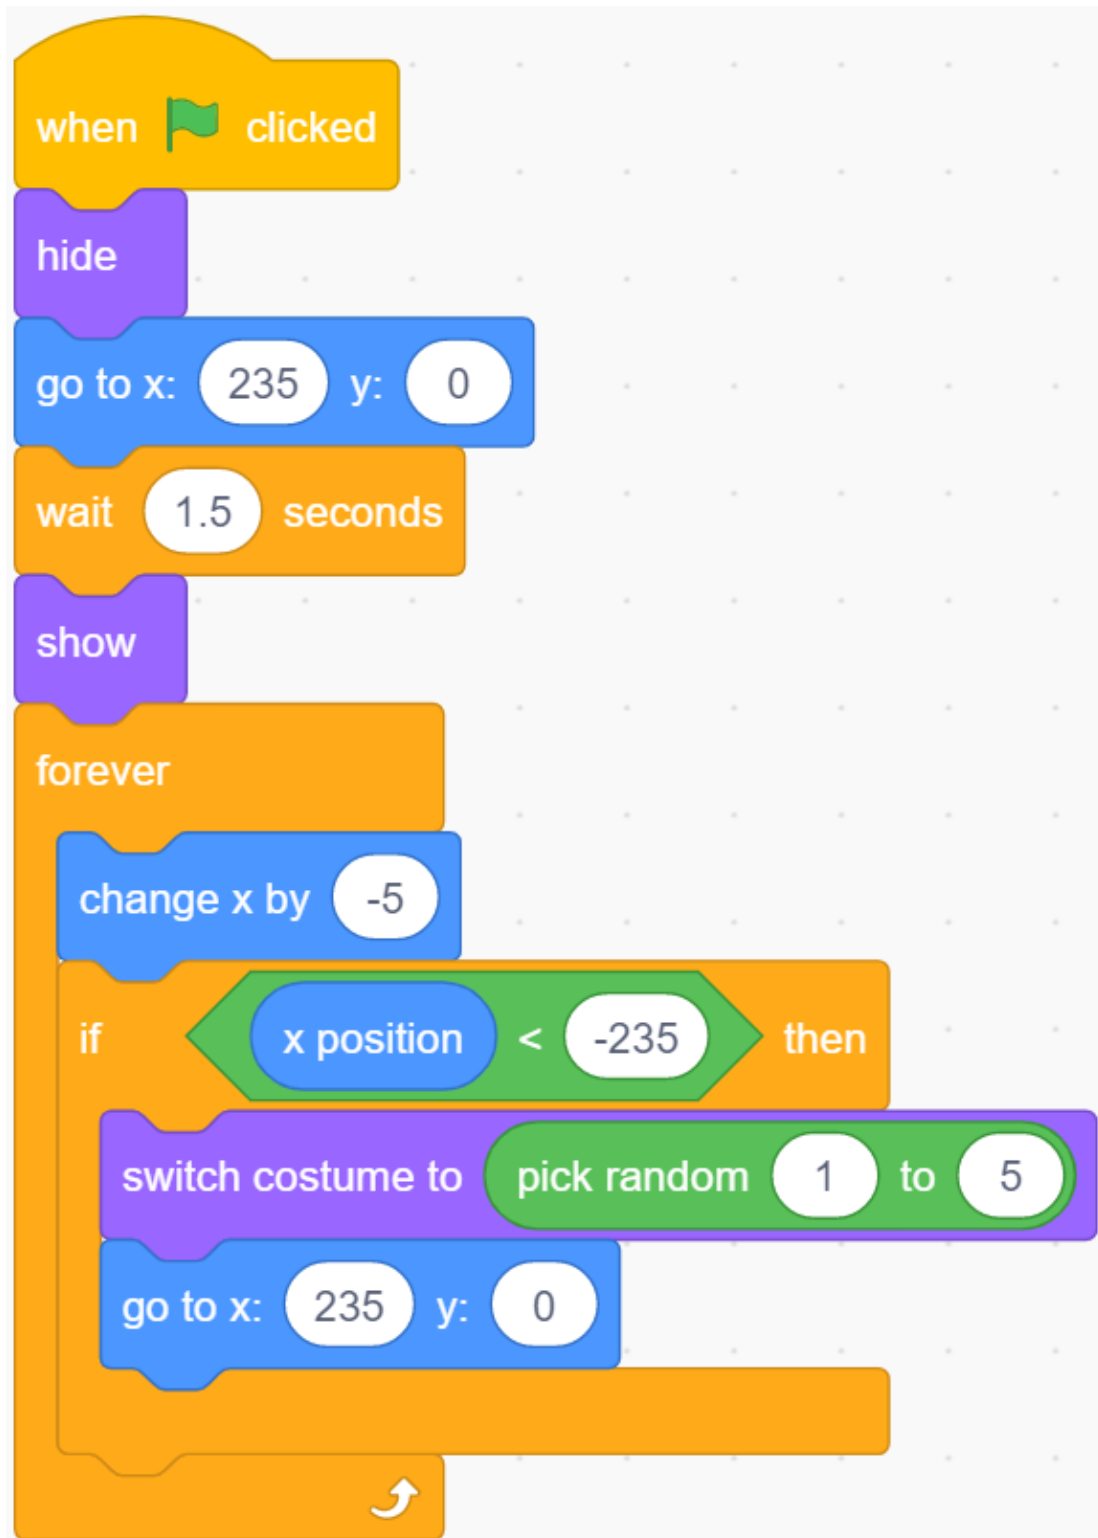 when clicked
hide
go to x: 235 y: 0
wait 1.5 seconds
show
forever
change x by -5
if x position < -235 then
switch costume to pick random 1 to 5
go to x: 235 y: 0